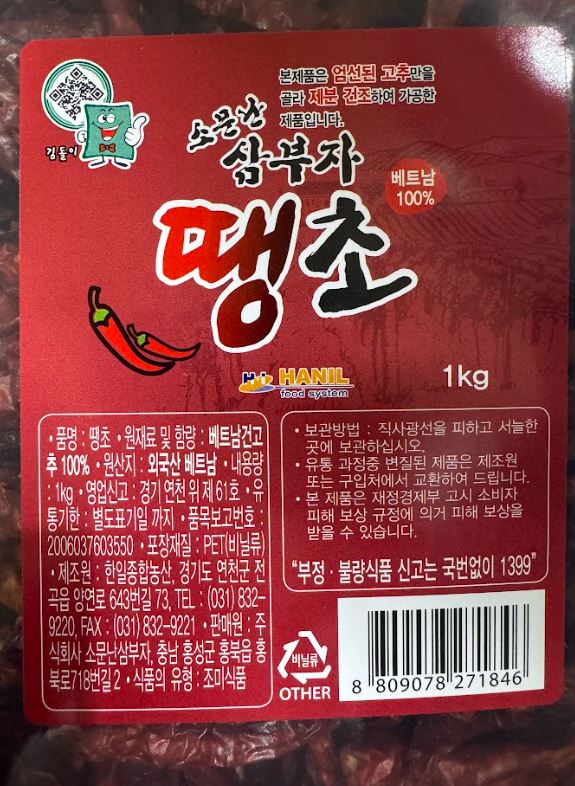 본제품은 엄선된 고추만을
골라 제분 건조하여 가공한
제품입니다.
김돌이
소문난
삼부자
베트남
100%
땡초
HANIL
food system
1kg
• 품명 : 땡초 • 원재료 및 함량 : 베트남건고
추 100% • 원산지 : 외국산 베트남 • 내용량
: 1kg • 영업신고 : 경기 연천 위 제 61호 • 유
통기한 : 별도표기일 까지 • 품목보고번호 :
2006037603550 • 포장재질 : PET(비닐류)
• 제조원 : 한일종합농산, 경기도 연천군 전
곡읍 양연로 643번길 73, TEL : (031) 832-
9220, FAX : (031) 832-9221 • 판매원 : 주
식회사 소문난삼부자, 충남 홍성군 홍북읍 홍
북로718번길 2 • 식품의 유형 : 조미식품
• 보관방법 : 직사광선을 피하고 서늘한
곳에 보관하십시오.
• 유통 과정중 변질된 제품은 제조원
또는 구입처에서 교환하여 드립니다.
• 본 제품은 재정경제부 고시 소비자
피해 보상 규정에 의거 피해 보상을
받을 수 있습니다.
"부정 · 불량식품 신고는 국번없이 1399"
비닐류
OTHER
8 809078 271846